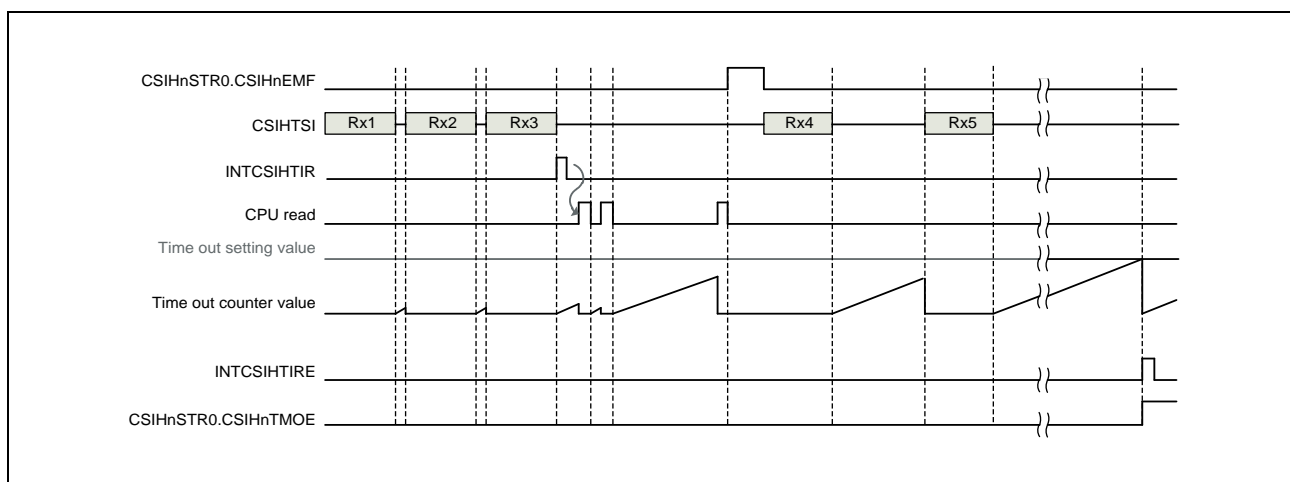 CSIHnSTR0.CSIHnEMF
CSIHTSI
Rx1
Rx2
Rx3
Rx4
Rx5
INTCSIHTIR
CPU read
Time out setting value
Time out counter value
INTCSIHTIRE
CSIHnSTR0.CSIHnTMOE